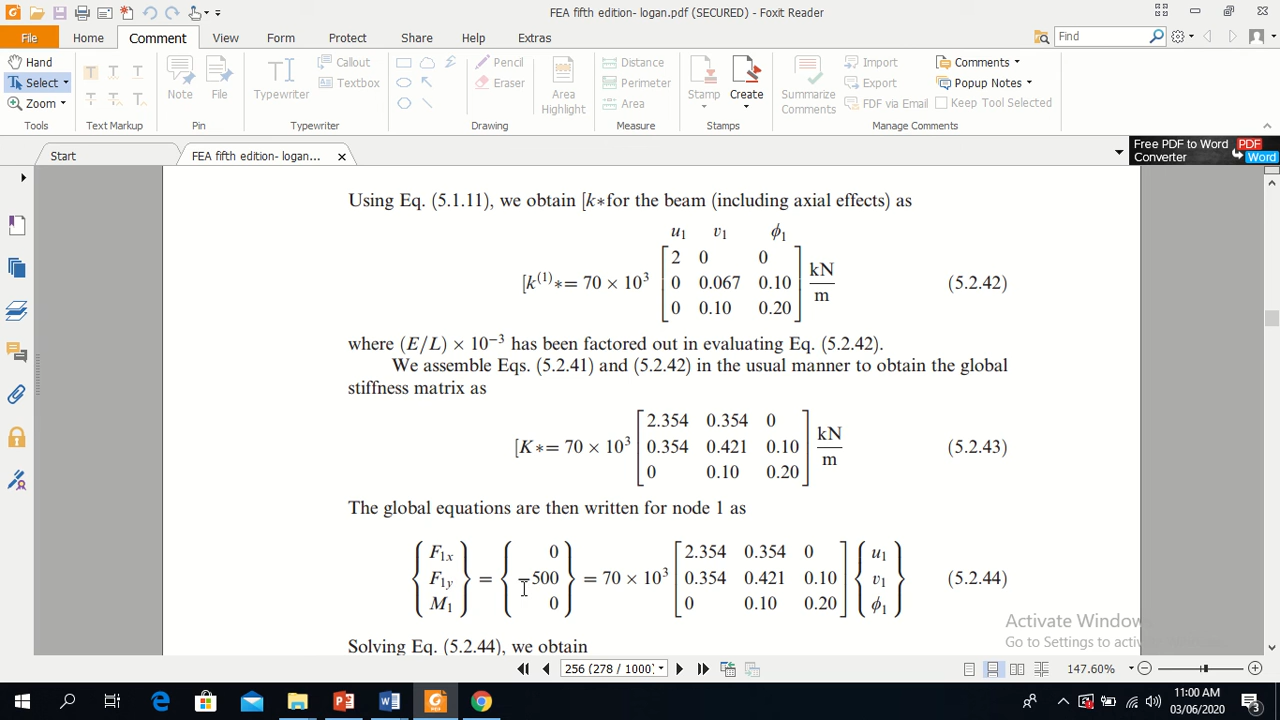 FEA fifth edition- logan.pdf (SECURED) - Foxit Reader
File Home Comment View Form Protect Share Help Extras Find
Hand Select Zoom
Tools
Note File
Text Markup Pin
Typewriter Callout Textbox
Typewriter
Pencil Eraser Area Highlight
Drawing
Distance Perimeter Area
Measure
Stamp Create
Stamps
Summarize Comments Import Export FDF via Email Comments Popup Notes Keep Tool Selected
Manage Comments
Start FEA fifth edition- logan... Free PDF to Word Converter PDF Word
Using Eq. (5.1.11), we obtain [k∗for the beam (including axial effects) as
u₁ v₁ ϕ₁
[k⁽¹⁾∗= 70 × 10³ [2 0 0
0 0.067 0.10
0 0.10 0.20] kN/m (5.2.42)
where (E/L) × 10⁻³ has been factored out in evaluating Eq. (5.2.42).
We assemble Eqs. (5.2.41) and (5.2.42) in the usual manner to obtain the global
stiffness matrix as
[K∗= 70 × 10³ [2.354 0.354 0
0.354 0.421 0.10
0 0.10 0.20] kN/m (5.2.43)
The global equations are then written for node 1 as
{F₁ₓ F₁y M₁} = {0 −500 0} = 70 × 10³ [2.354 0.354 0
0.354 0.421 0.10
0 0.10 0.20] {u₁ v₁ ϕ₁} (5.2.44)
Solving Eq. (5.2.44), we obtain
Activate Window
Go to Settings to activ
256 (278 / 1000) 147.60%
11:00 AM
03/06/2020
3